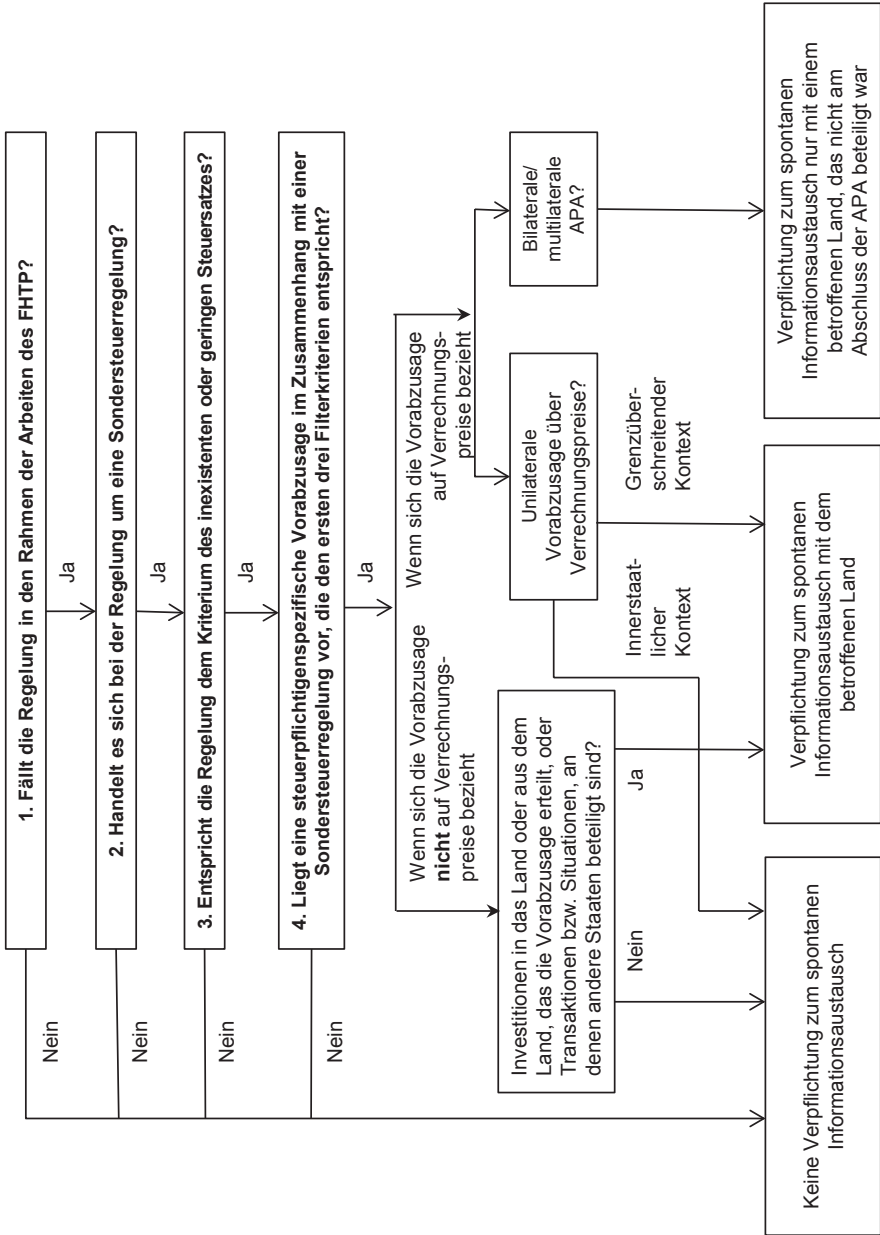 1. Fällt die Regelung in den Rahmen der Arbeiten des FHTP?
Nein
Ja
2. Handelt es sich bei der Regelung um eine Sondersteuerregelung?
Nein
Ja
3. Entspricht die Regelung dem Kriterium des inexistenten oder geringen Steuersatzes?
Nein
Ja
4. Liegt eine steuerpflichtigenspezifische Vorabzusage im Zusammenhang mit einer
Sondersteuerregelung vor, die den ersten drei Filterkriterien entspricht?
Nein
Ja
Wenn sich die Vorabzusage
nicht auf Verrechnungs-
preise bezieht
Wenn sich die Vorabzusage
auf Verrechnungs-
preise bezieht
Investitionen in das Land oder aus dem
Land, das die Vorabzusage erteilt, oder
Transaktionen bzw. Situationen, an
denen andere Staaten beteiligt sind?
Unilaterale
Vorabzusage über
Verrechnungspreise?
Bilaterale/
multilaterale
APA?
Nein
Ja
Innerstaat-
licher
Kontext
Grenzüber-
schreitender
Kontext
Keine Verpflichtung zum spontanen
Informationsaustausch
Verpflichtung zum spontanen
Informationsaustausch mit dem
betroffenen Land
Verpflichtung zum spontanen
Informationsaustausch nur mit einem
betroffenen Land, das nicht am
Abschluss der APA beteiligt war